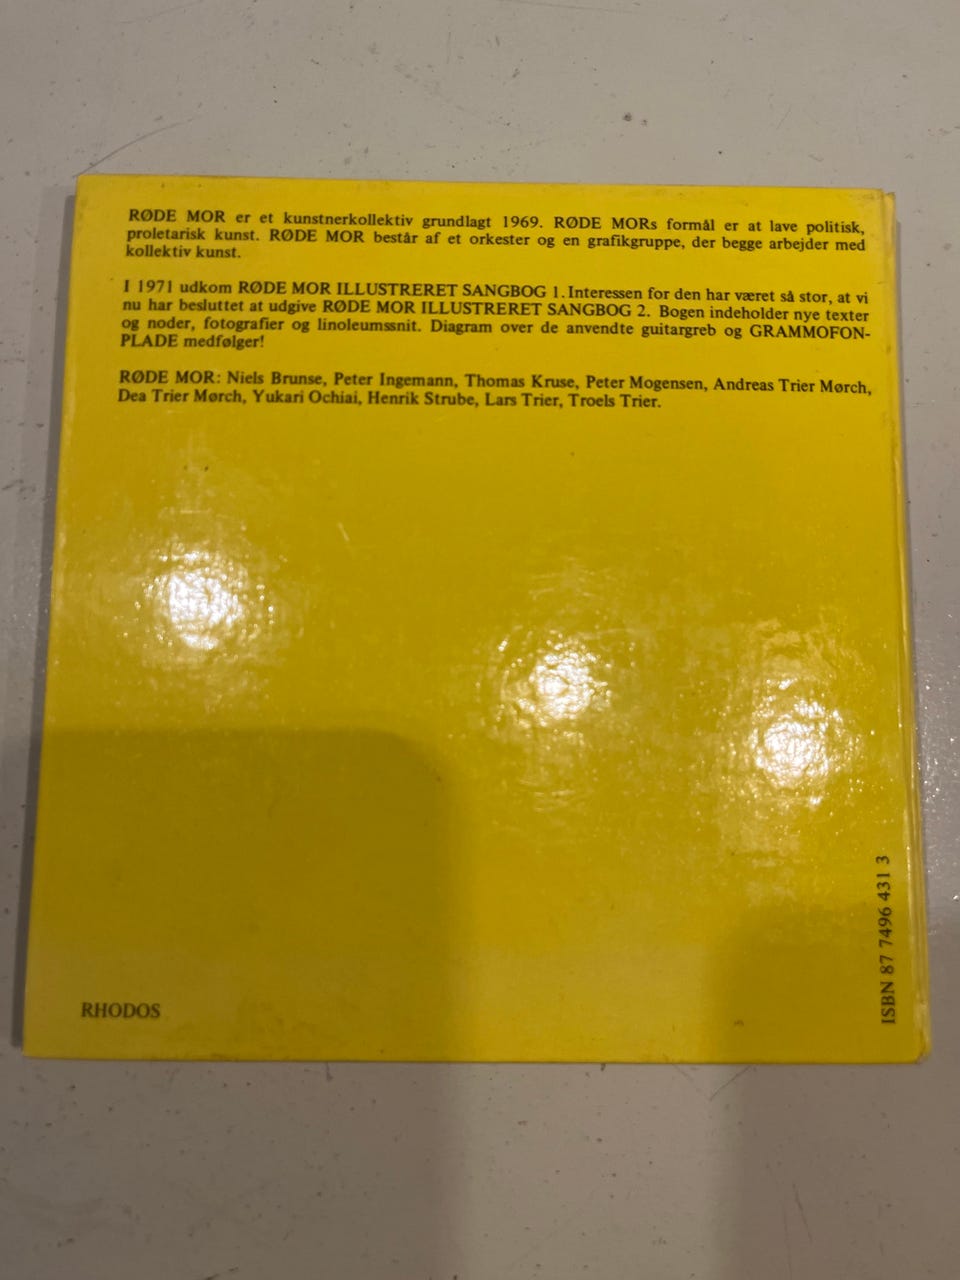 RØDE MOR er et kunstnerkollektiv grundlagt 1969. RØDE MORs formål er at lave politisk,
proletarisk kunst. RØDE MOR består af et orkester og en grafikgruppe, der begge arbejder med
kollektiv kunst.
I 1971 udkom RØDE MOR ILLUSTRERET SANGBOG 1. Interessen for den har været så stor, at vi
nu har besluttet at udgive RØDE MOR ILLUSTRERET SANGBOG 2. Bogen indeholder nye texter
og noder, fotografier og linoleumssnit. Diagram over de anvendte guitargreb og GRAMMOFON-
PLADE medfølger!
RØDE MOR: Niels Brunse, Peter Ingemann, Thomas Kruse, Peter Mogensen, Andreas Trier Mørch,
Dea Trier Mørch, Yukari Ochiai, Henrik Strube, Lars Trier, Troels Trier.
RHODOS
ISBN 87 7496 431 3